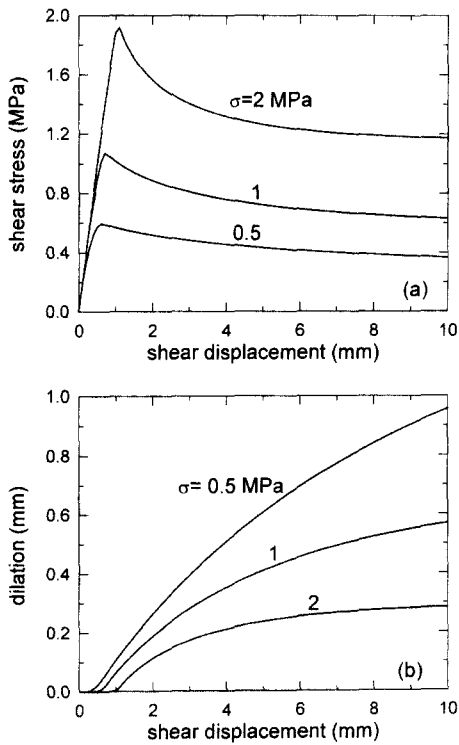 2.0
1.6
1.2
0.8
0.4
0.0
shear stress (MPa)
σ=2 MPa
1
0.5
(a)
0 2 4 6 8 10
shear displacement (mm)
1.0
0.8
0.6
0.4
0.2
0.0
dilation (mm)
σ= 0.5 MPa
1
2
(b)
0 2 4 6 8 10
shear displacement (mm)